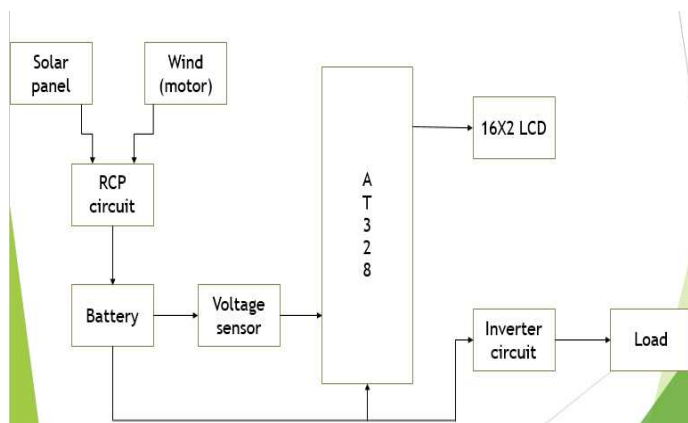 Solar
panel
Wind
(motor)
16X2 LCD
RCP
circuit
A
T
3
2
8
Battery
Voltage
sensor
Inverter
circuit
Load